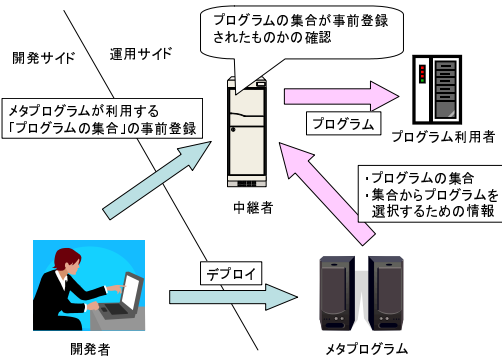 プログラムの集合が事前登録
されたものかの確認
開発サイド
運用サイド
メタプログラムが利用する
「プログラムの集合」の事前登録
プログラム
プログラム利用者
中継者
・プログラムの集合
・集合からプログラムを
選択するための情報
デプロイ
開発者
メタプログラム